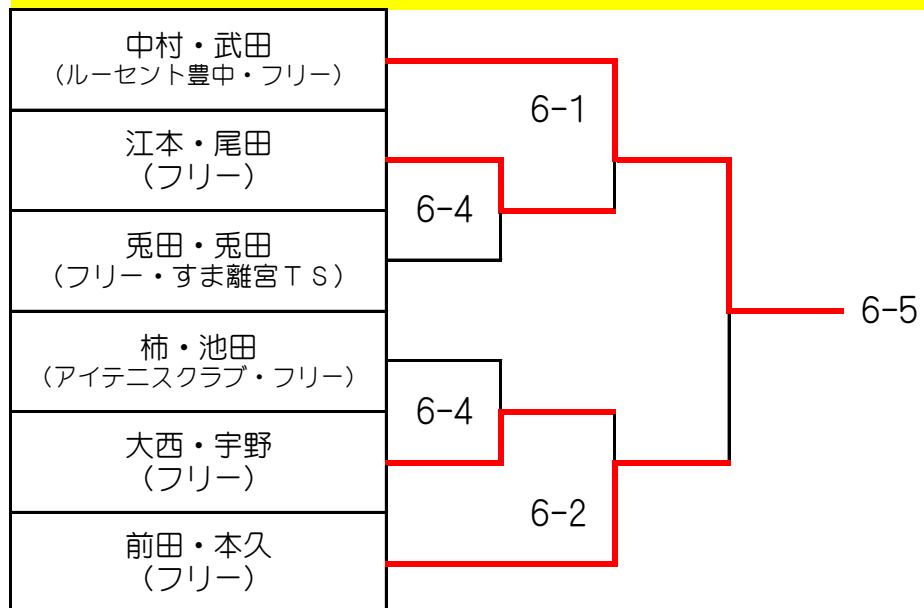 中村・武田
（ルーセント豊中・フリー）
6-1
江本・尾田
（フリー）
6-4
兎田・兎田
（フリー・すま離宮ＴＳ）
6-5
柿・池田
（アイテニスクラブ・フリー）
6-4
大西・宇野
（フリー）
6-2
前田・本久
（フリー）